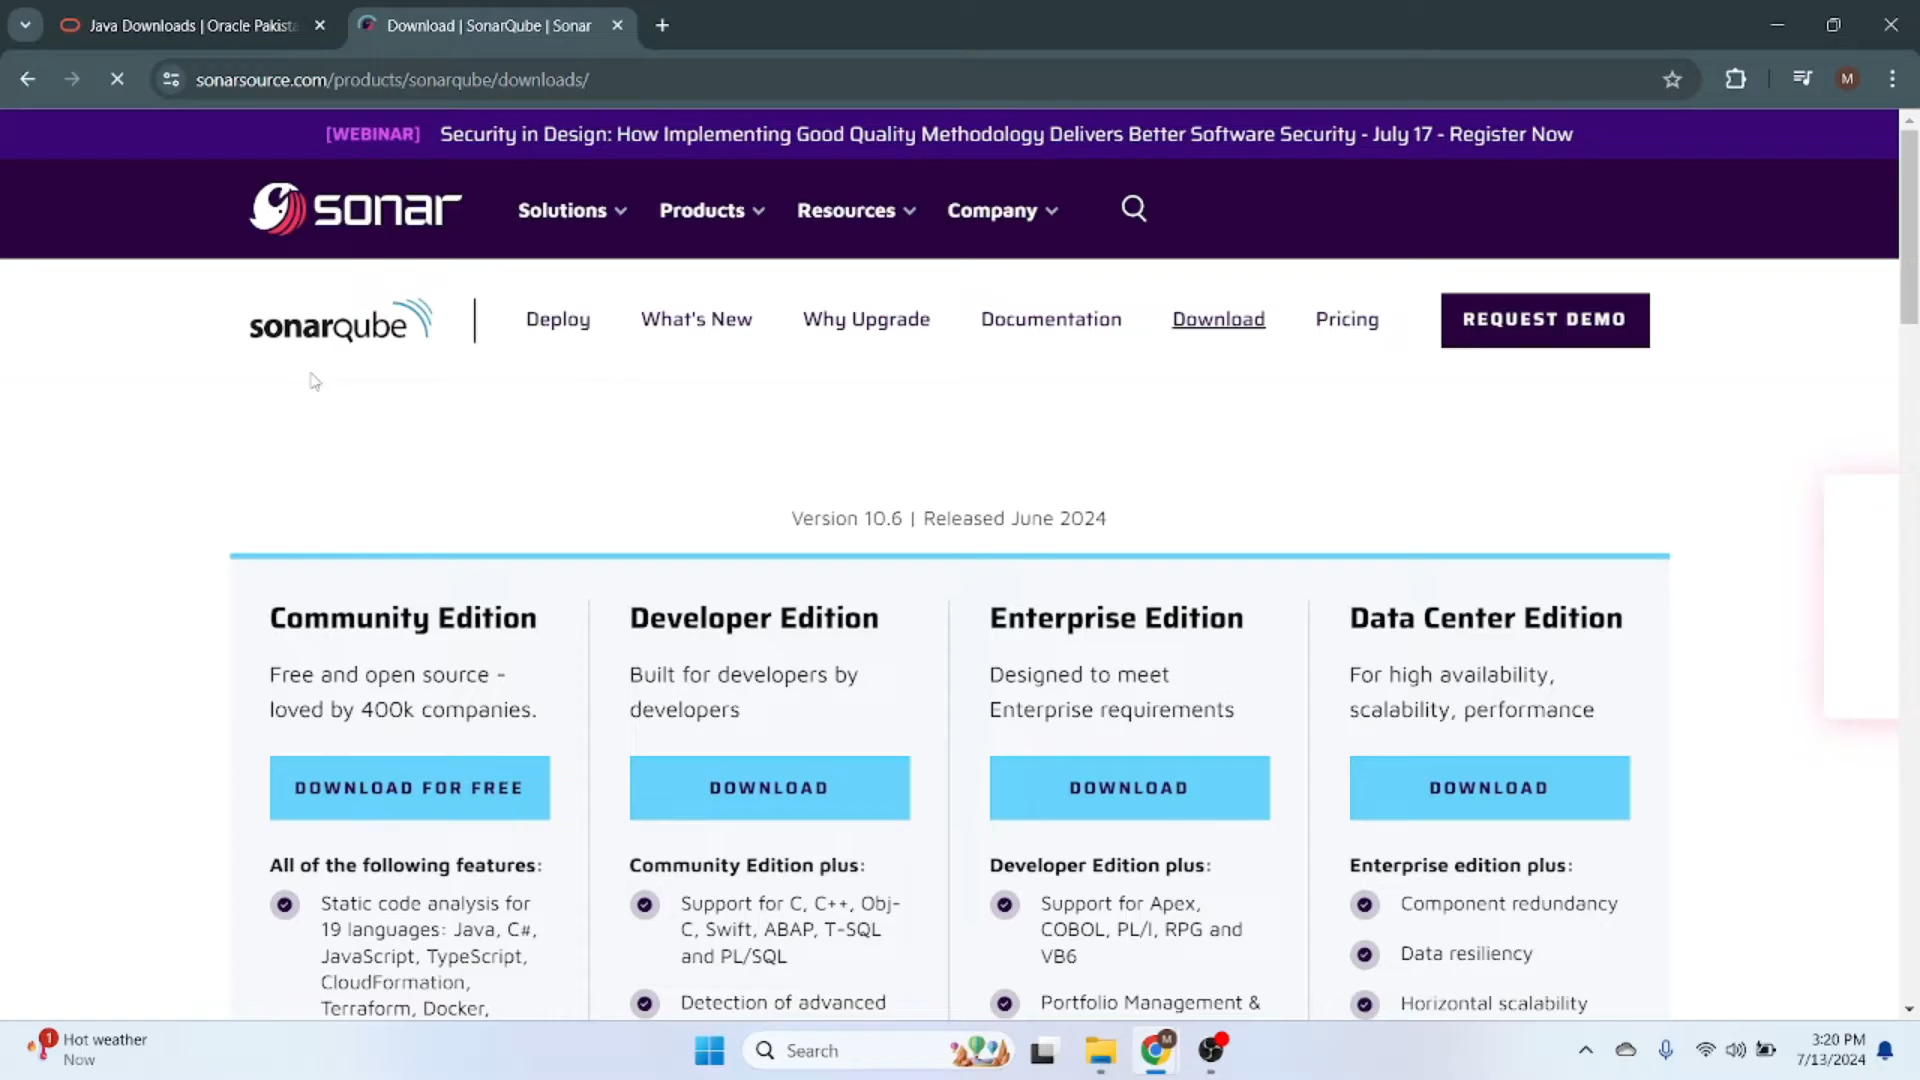 Java Downloads | Oracle Pakist
Download | SonarQube | Sonar
sonarsource.com/products/sonarqube/downloads/
M
[WEBINAR] Security in Design: How Implementing Good Quality Methodology Delivers Better Software Security - July 17 - Register Now
sonar
Solutions
Products
Resources
Company
sonarqube
Deploy
What's New
Why Upgrade
Documentation
Download
Pricing
REQUEST DEMO
Version 10.6 | Released June 2024
Community Edition
Free and open source -
loved by 400k companies.
DOWNLOAD FOR FREE
All of the following features:
Static code analysis for
19 languages: Java, C#,
JavaScript, TypeScript,
CloudFormation,
Terraform, Docker,
Developer Edition
Built for developers by
developers
DOWNLOAD
Community Edition plus:
Support for C, C++, Obj-
C, Swift, ABAP, T-SQL
and PL/SQL
Detection of advanced
Enterprise Edition
Designed to meet
Enterprise requirements
DOWNLOAD
Developer Edition plus:
Support for Apex,
COBOL, PL/I, RPG and
VB6
Portfolio Management &
Data Center Edition
For high availability,
scalability, performance
DOWNLOAD
Enterprise edition plus:
Component redundancy
Data resiliency
Horizontal scalability
1
Hot weather
Now
Search
M
3:20 PM
7/13/2024